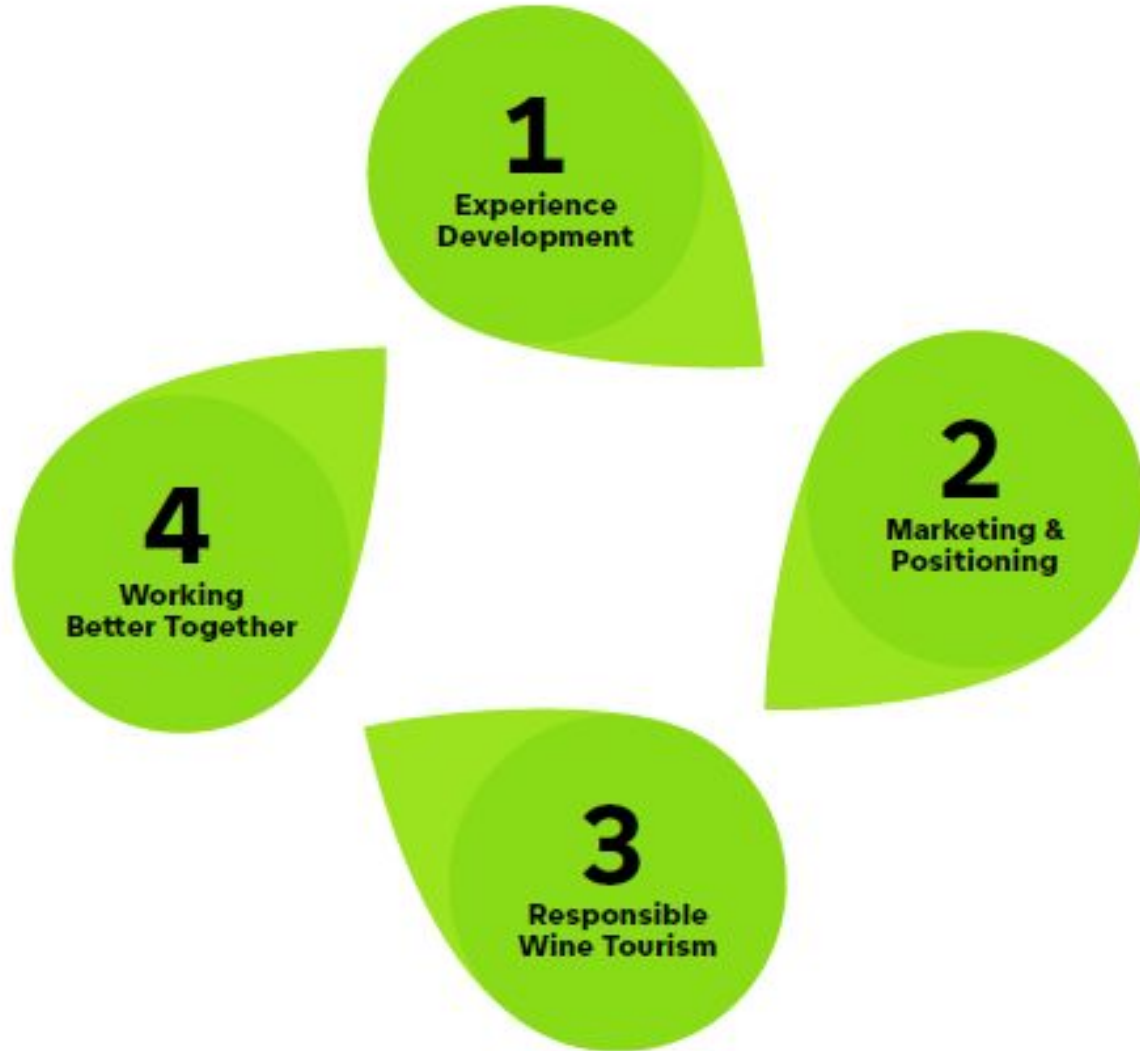 1
Experience
Development
2
Marketing &
Positioning
3
Responsible
Wine Tourism
4
Working
Better Together